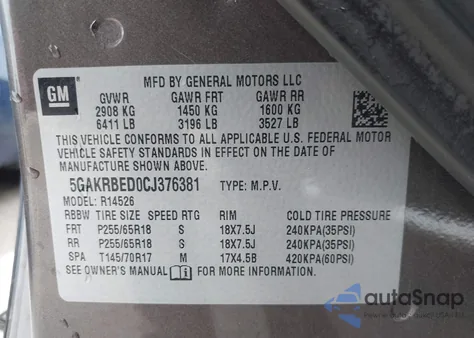 GM
MFD BY GENERAL MOTORS LLC
GVWR GAWR FRT GAWR RR
2908 KG 1450 KG 1600 KG
6411 LB 3196 LB 3527 LB
THIS VEHICLE CONFORMS TO ALL APPLICABLE U.S. FEDERAL MOTOR
VEHICLE SAFETY STANDARDS IN EFFECT ON THE DATE OF
MANUFACTURE SHOWN ABOVE.
5GAKRBED0CJ376381 TYPE: M.P.V.
MODEL: R14526
RBBW TIRE SIZE SPEED RTG RIM COLD TIRE PRESSURE
FRT P255/65R18 S 18X7.5J 240KPA(35PSI)
RR P255/65R18 S 18X7.5J 240KPA(35PSI)
SPA T145/70R17 M 17X4.5B 420KPA(60PSI)
SEE OWNER'S MANUAL FOR MORE INFORMATION
autoSnap